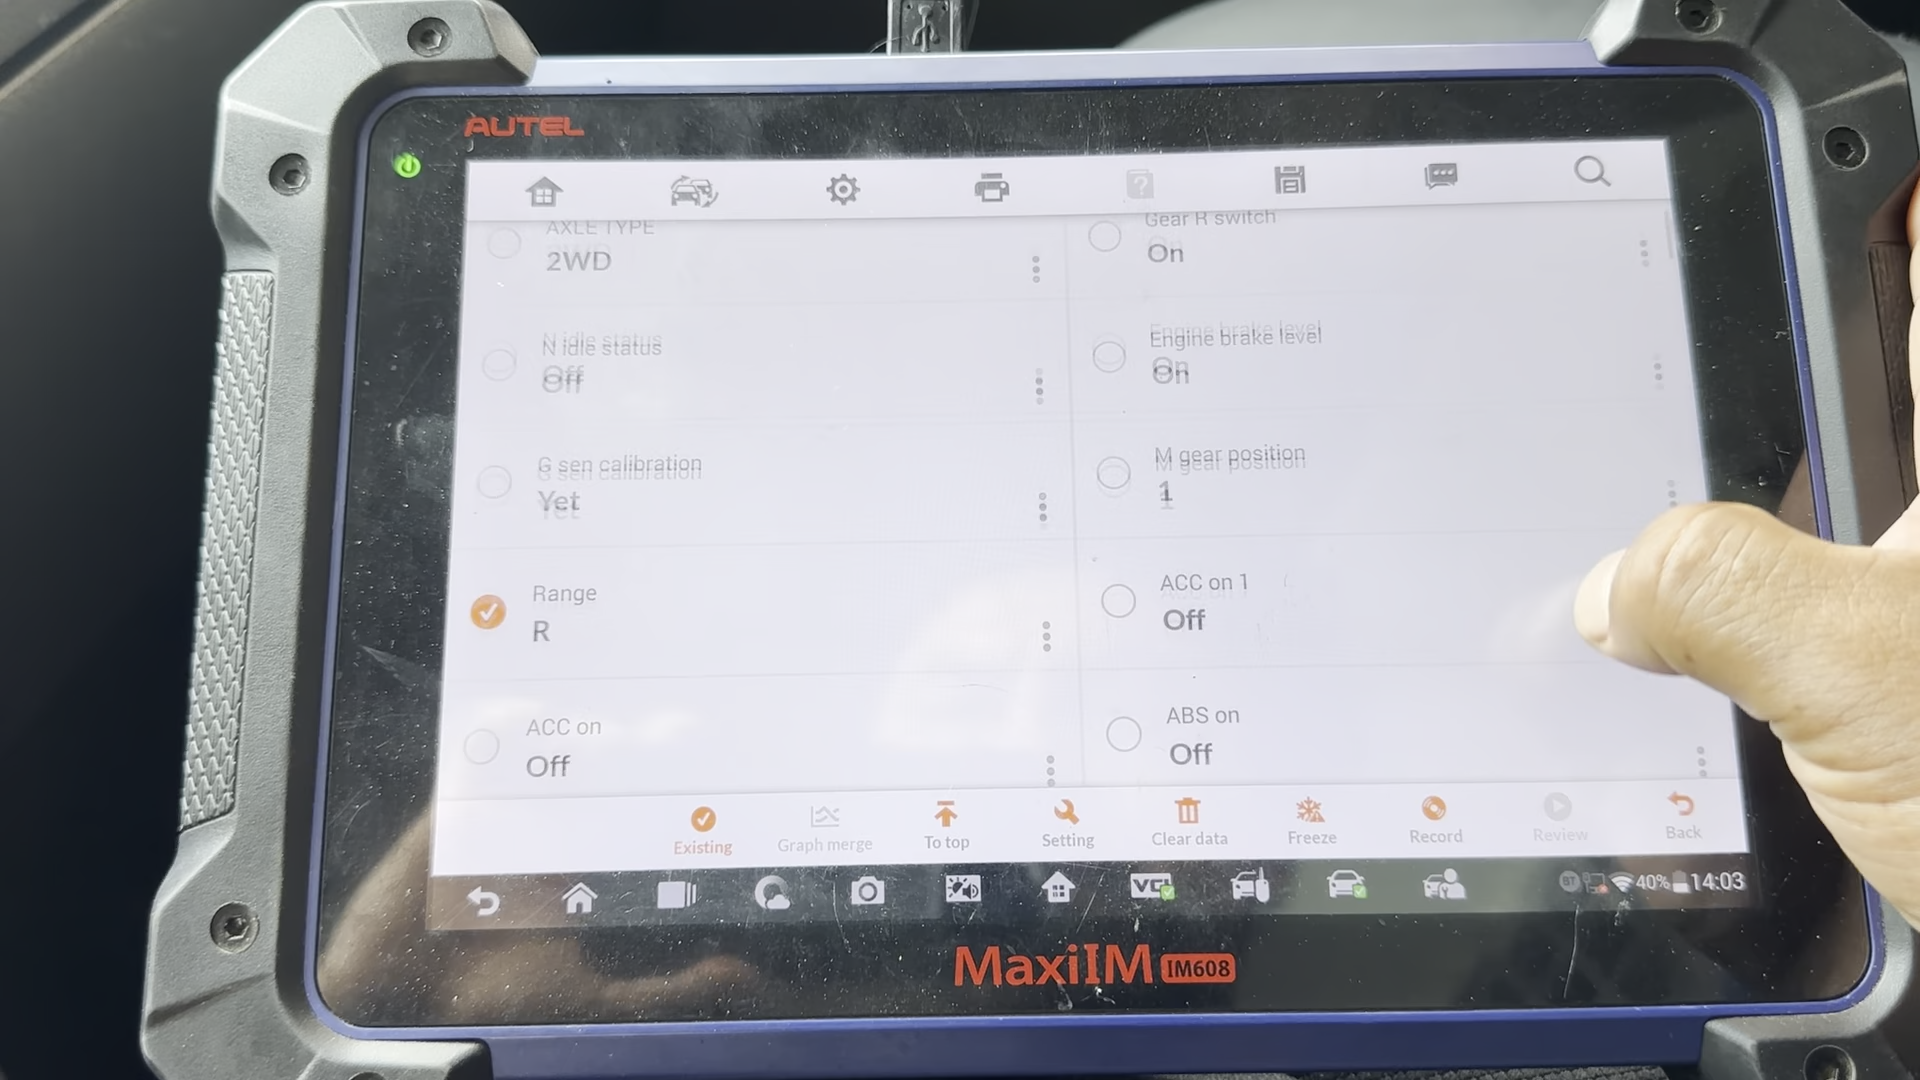 AUTEL
AXLE TYPE
2WD
Gear R switch
On
N idle status
Off
Engine brake level
On
G sen calibration
Yet
M gear position
1
Range
R
ACC on 1
Off
ACC on
Off
ABS on
Off
Existing
Graph merge
To top
Setting
Clear data
Freeze
Record
Review
Back
VCI
BT
40%
14:03
MaxiIM IM608